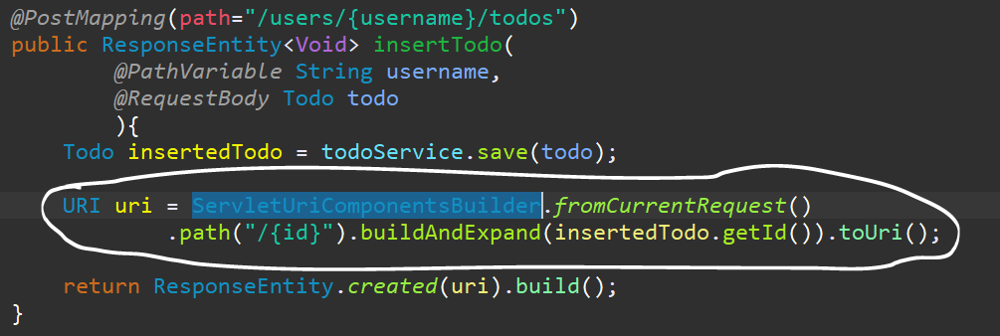 @PostMapping(path="/users/{username}/todos")
public ResponseEntity<Void> insertTodo(
@PathVariable String username,
@RequestBody Todo todo
){
Todo insertedTodo = todoService.save(todo);
URI uri = ServletUriComponentsBuilder.fromCurrentRequest()
.path("/{id}").buildAndExpand(insertedTodo.getId()).toUri();
return ResponseEntity.created(uri).build();
}